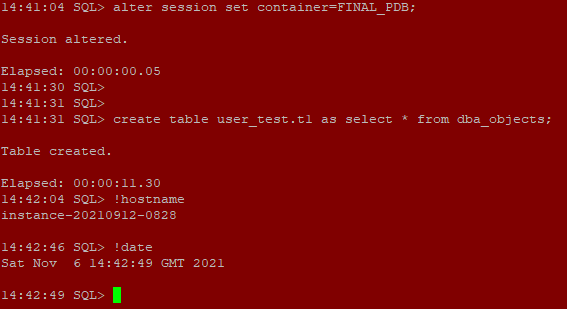 14:41:04 SQL> alter session set container=FINAL_PDB;
Session altered.
Elapsed: 00:00:00.05
14:41:30 SQL>
14:41:31 SQL>
14:41:31 SQL> create table user_test.t1 as select * from dba_objects;
Table created.
Elapsed: 00:00:11.30
14:42:04 SQL> !hostname
instance-20210912-0828
14:42:46 SQL> !date
Sat Nov  6 14:42:49 GMT 2021
14:42:49 SQL>